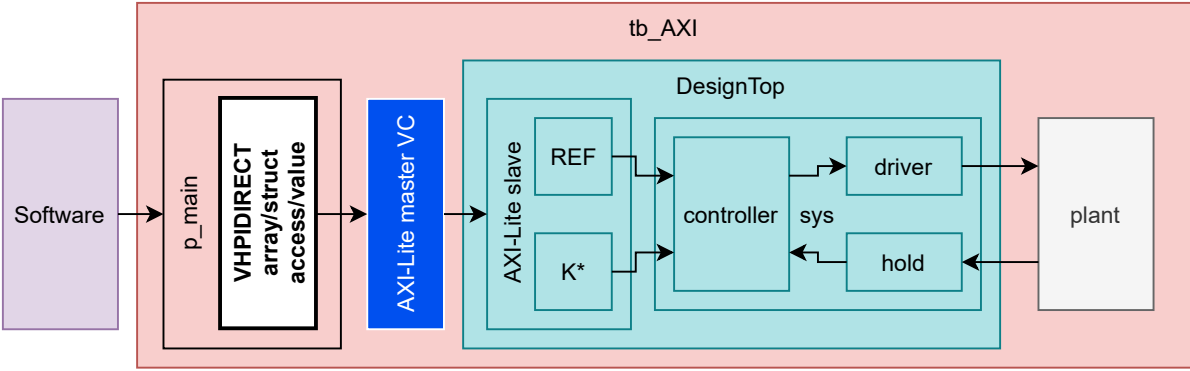 tb_AXI
DesignTop
Software
p_main
VHPIDIRECT
array/struct
access/value
AXI-Lite master VC
AXI-Lite slave
REF
K*
controller
sys
driver
hold
plant